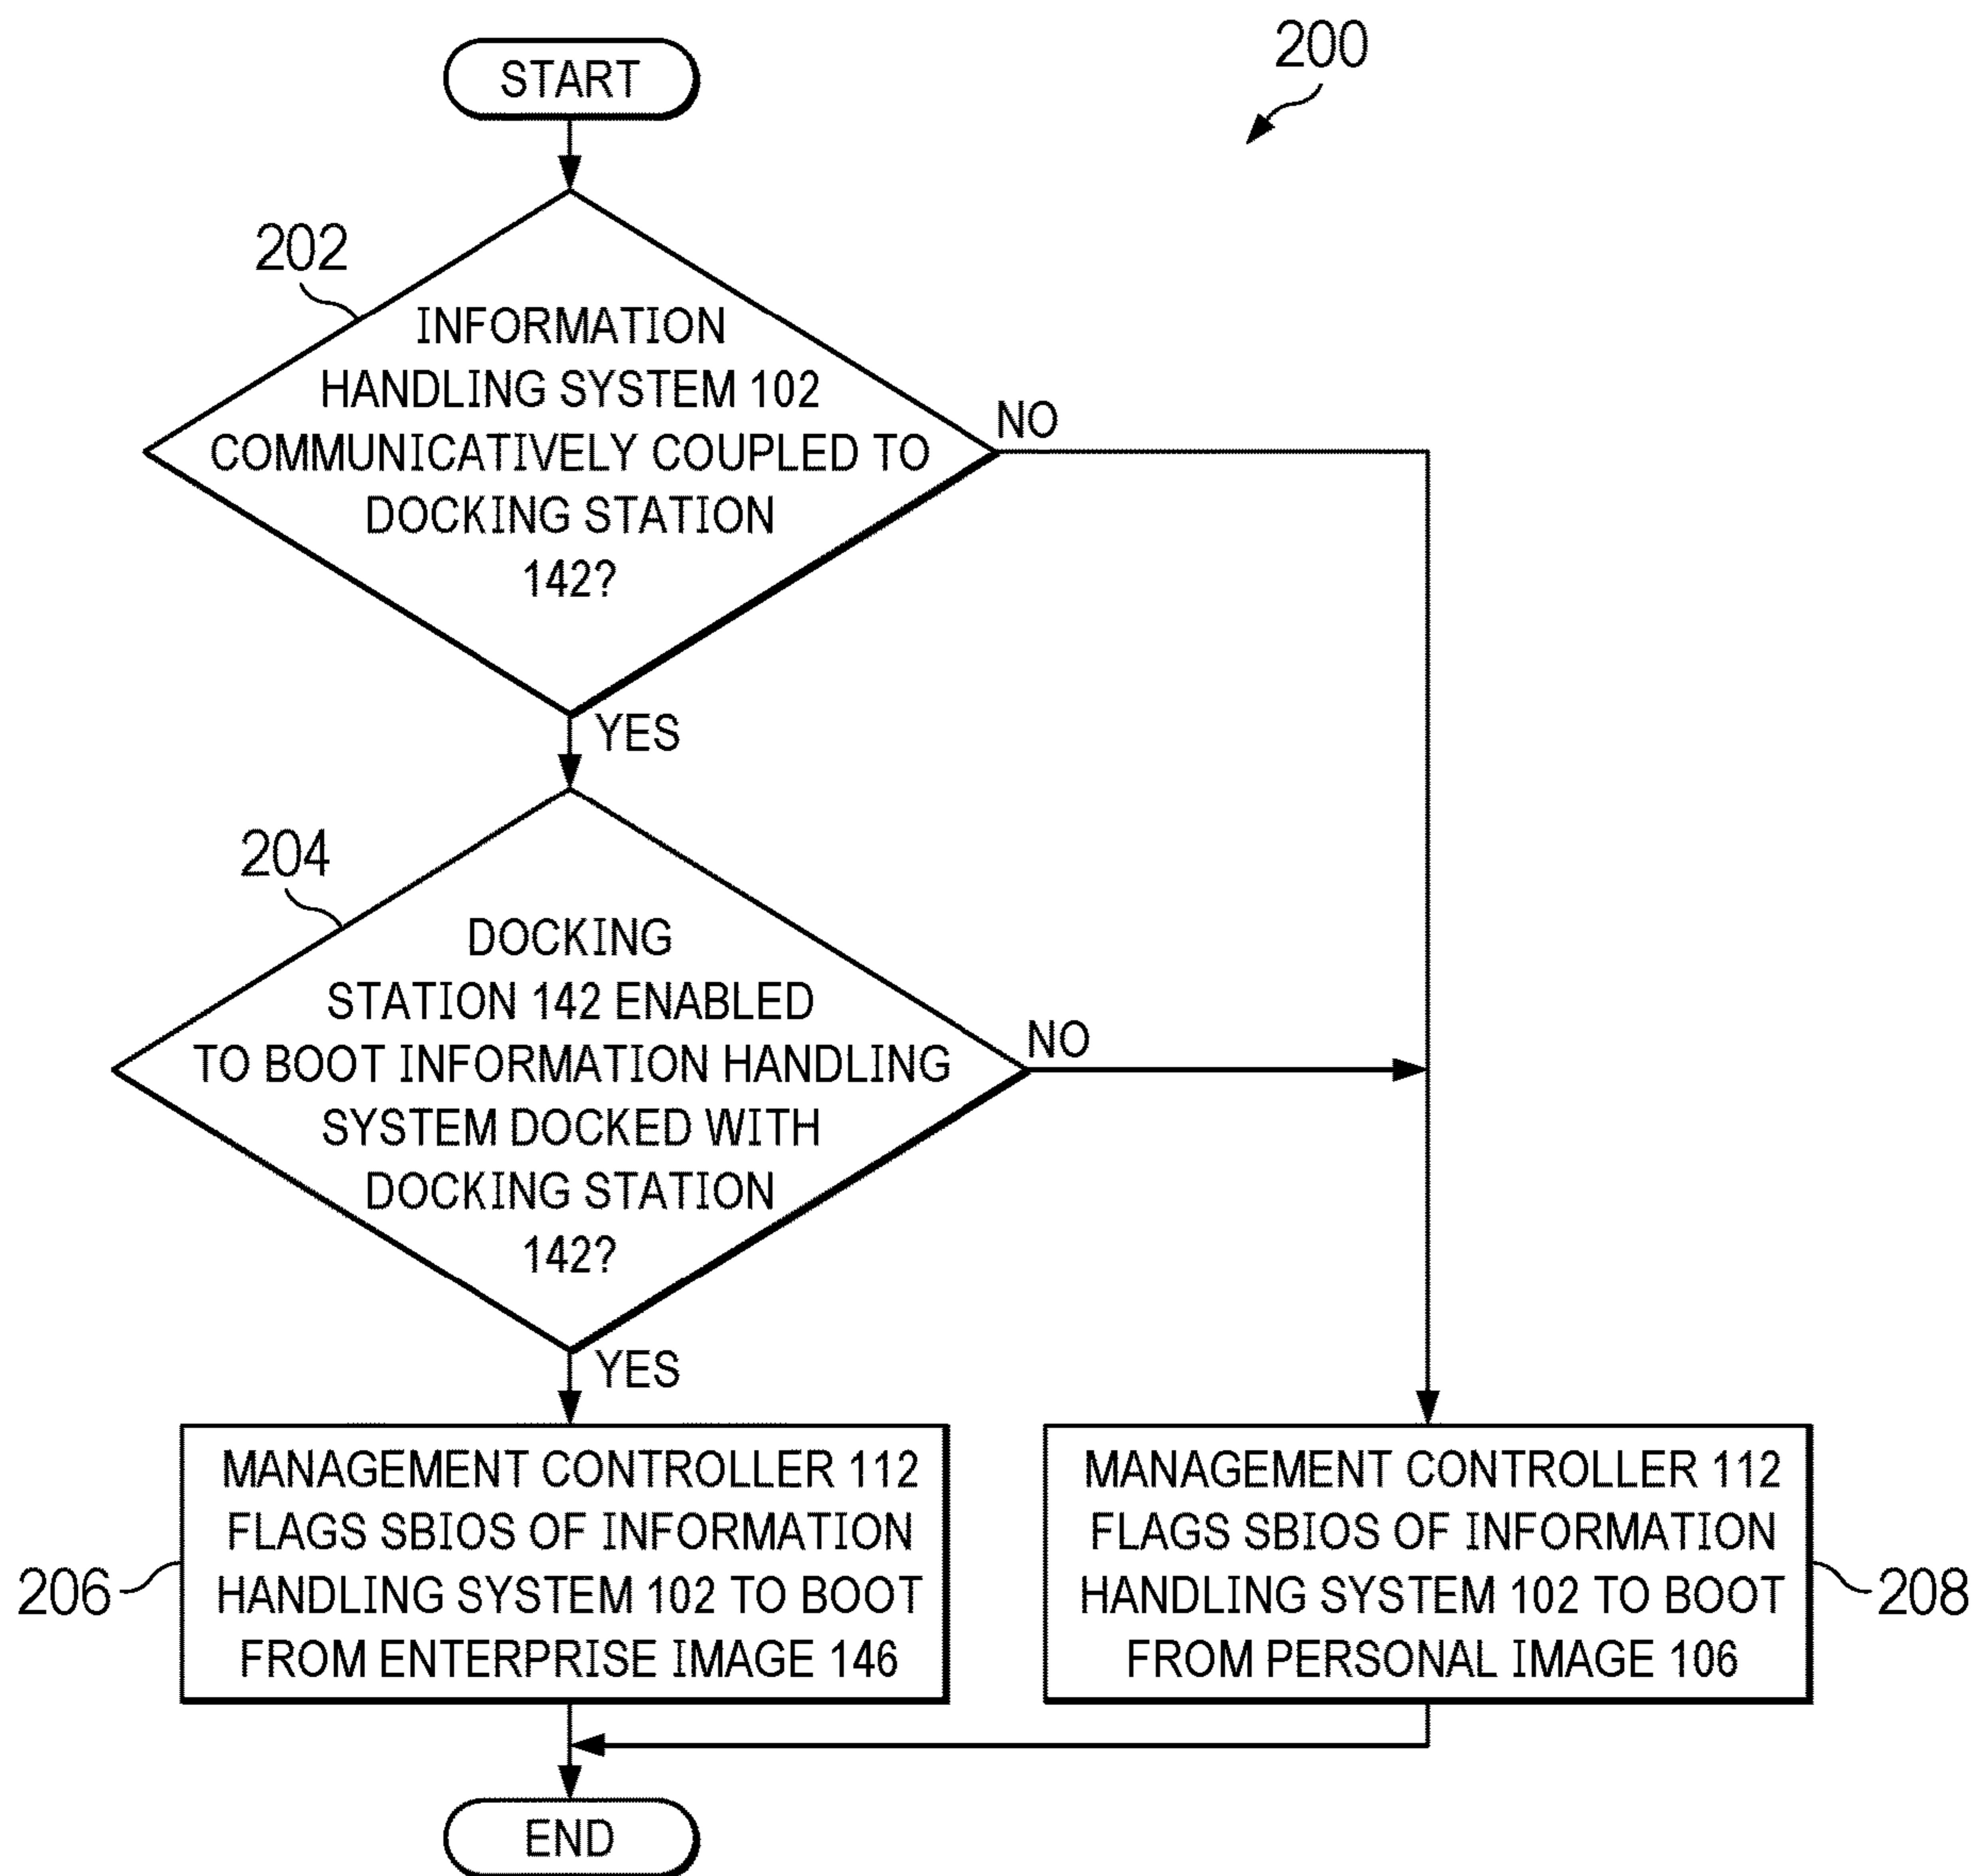 START
200
202
INFORMATION
HANDLING SYSTEM 102
COMMUNICATIVELY COUPLED TO
DOCKING STATION
142?
NO
YES
204
DOCKING
STATION 142 ENABLED
TO BOOT INFORMATION HANDLING
SYSTEM DOCKED WITH
DOCKING STATION
142?
NO
YES
206
MANAGEMENT CONTROLLER 112
FLAGS SBIOS OF INFORMATION
HANDLING SYSTEM 102 TO BOOT
FROM ENTERPRISE IMAGE 146
MANAGEMENT CONTROLLER 112
FLAGS SBIOS OF INFORMATION
HANDLING SYSTEM 102 TO BOOT
FROM PERSONAL IMAGE 106
208
END